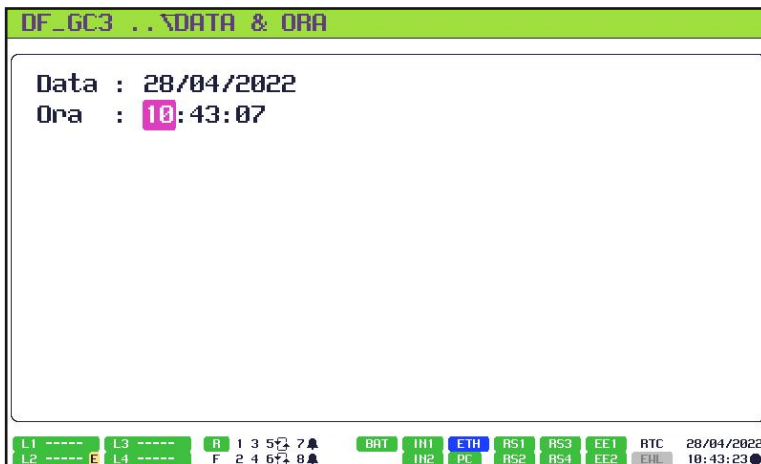 DF_GC3 ..\DATA & ORA
Data : 28/04/2022
Ora : 10:43:07
L1 ----- L3 ----- R 1 3 5 7 BAT IN1 ETH RS1 RS3 EE1 RTC 28/04/2022
L2 ----- E L4 ----- F 2 4 6 8 IN2 PC RS2 RS4 EE2 EWL 10:43:23